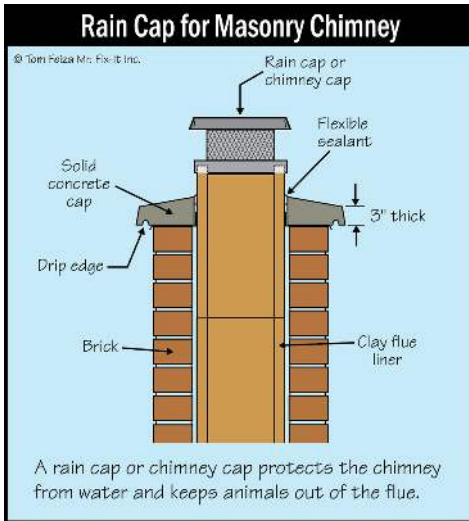 Rain Cap for Masonry Chimney
© Tom Feiza Mr. Fix-It Inc.
Rain cap or
chimney cap
Flexible
sealant
Solid
concrete
cap
3" thick
Drip edge
Brick
Clay flue
liner
A rain cap or chimney cap protects the chimney
from water and keeps animals out of the flue.